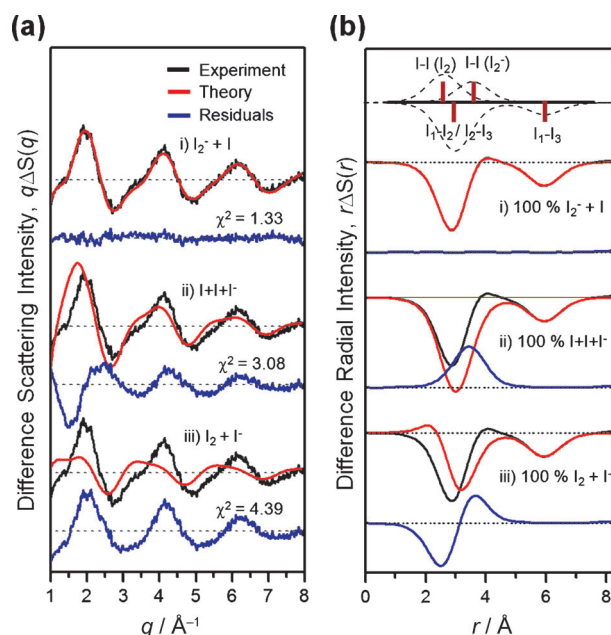 (a)
Experiment
Theory
Residuals
i) I₂⁻ + I
χ² = 1.33
ii) I+I+I⁻
χ² = 3.08
iii) I₂ + I⁻
χ² = 4.39
Difference Scattering Intensity, qΔS(q)
1 2 3 4 5 6 7 8
q / Å⁻¹
(b)
I-I (I₂) I-I (I₂⁻)
I₁-I₂ / I₂-I₃ I₁-I₃
i) 100 % I₂⁻ + I
ii) 100 % I+I+I⁻
iii) 100 % I₂ + I⁻
Difference Radial Intensity, rΔS(r)
0 2 4 6 8
r / Å